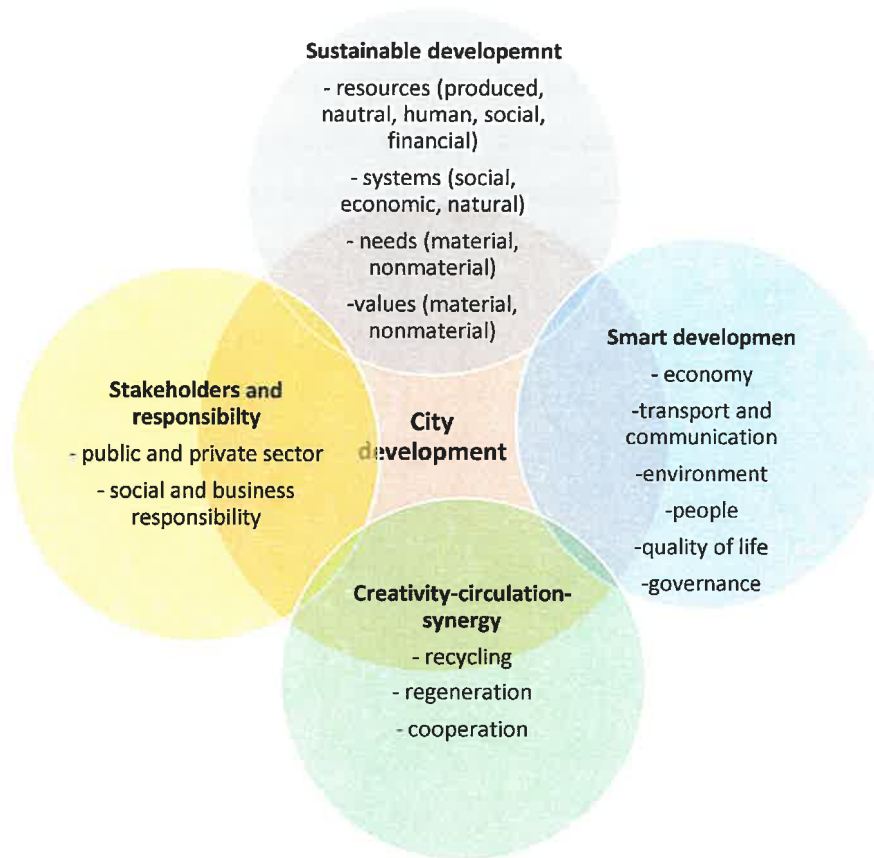 Sustainable developemnt
- resources (produced,
nautral, human, social,
financial)
- systems (social,
economic, natural)
- needs (material,
nonmaterial)
-values (material,
nonmaterial)
Stakeholders and
responsibilty
- public and private sector
- social and business
responsibility
City
development
Smart developmen
- economy
-transport and
communication
-environment
-people
-quality of life
-governance
Creativity-circulation-
synergy
- recycling
- regeneration
- cooperation